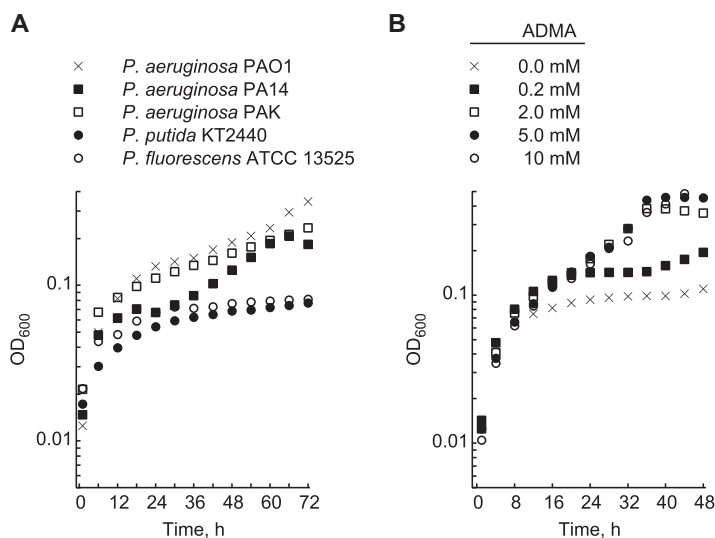 A
× P. aeruginosa PAO1
■ P. aeruginosa PA14
□ P. aeruginosa PAK
● P. putida KT2440
○ P. fluorescens ATCC 13525
OD600
0.1
0.01
0 12 24 36 48 60 72
Time, h
B
ADMA
× 0.0 mM
■ 0.2 mM
□ 2.0 mM
● 5.0 mM
○ 10 mM
OD600
0.1
0.01
0 8 16 24 32 40 48
Time, h